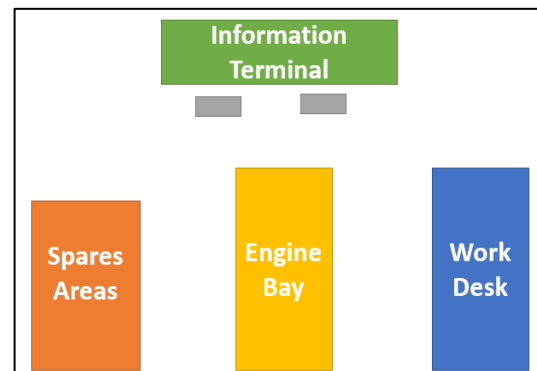 Information
Terminal
Spares
Areas
Engine
Bay
Work
Desk